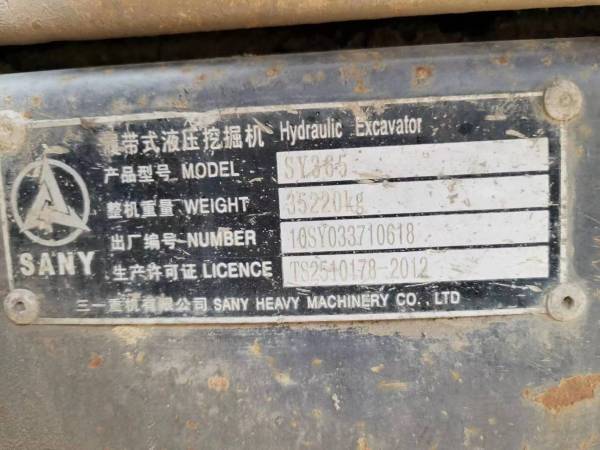 履带式液压挖掘机 Hydraulic Excavator
产品型号 MODEL SY365
整机重量 WEIGHT 35220kg
出厂编号 NUMBER 10SY033710618
SANY
生产许可证 LICENCE TS2510178-2012
三一重机有限公司 SANY HEAVY MACHINERY CO., LTD